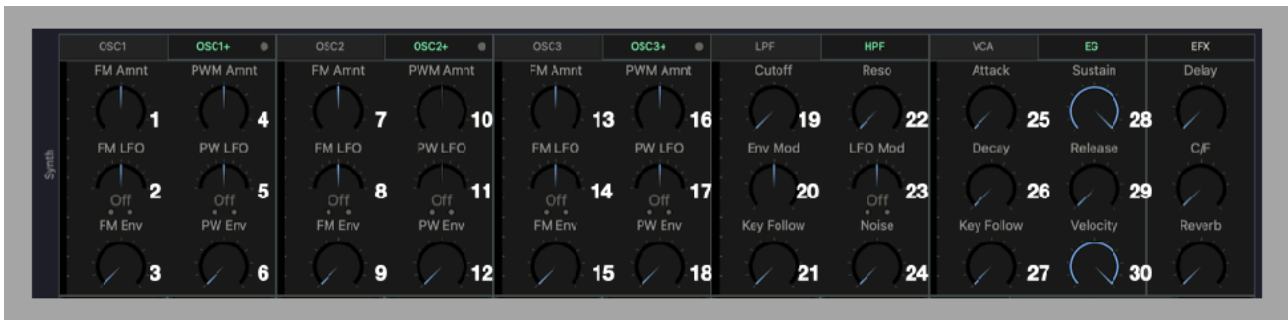 Synth
OSC1 OSC1+ OSC2 OSC2+ OSC3 OSC3+ LPF HPF VCA EG EFX
FM Amnt PWM Amnt FM Amnt PWM Amnt FM Amnt PWM Amnt Cutoff Reso Attack Sustain Delay
1 4 7 10 13 16 19 22 25 28
FM LFO PW LFO FM LFO PW LFO FM LFO PW LFO Env Mod LFO Mod Decay Release C/F
2 5 8 11 14 17 20 23 26 29
Off Off Off Off Off Off Off
FM Env PW Env FM Env PW Env FM Env PW Env Key Follow Noise Key Follow Velocity Reverb
3 6 9 12 15 18 21 24 27 30